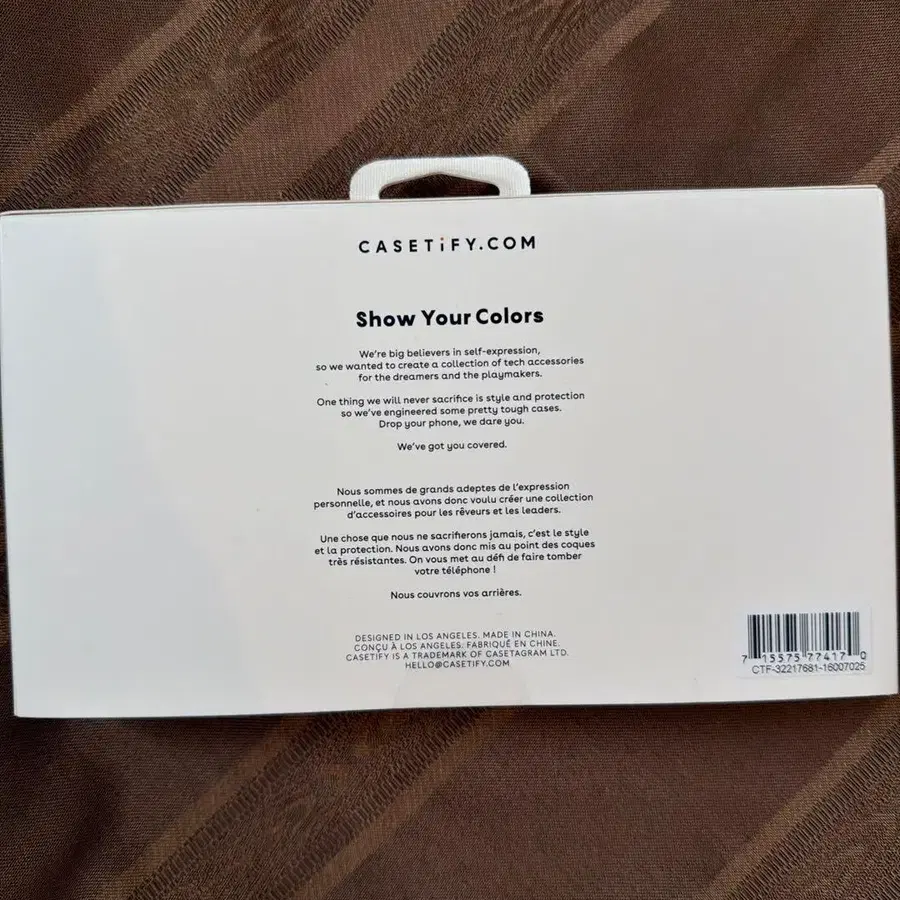 CASETiFY.COM
Show Your Colors
We're big believers in self-expression,
so we wanted to create a collection of tech accessories
for the dreamers and the playmakers.
One thing we will never sacrifice is style and protection
so we've engineered some pretty tough cases.
Drop your phone, we dare you.
We've got you covered.
Nous sommes de grands adeptes de l'expression
personnelle, et nous avons donc voulu créer une collection
d'accessoires pour les rêveurs et les leaders.
Une chose que nous ne sacrifierons jamais, c'est le style
et la protection. Nous avons donc mis au point des coques
très résistantes. On vous met au défi de faire tomber
votre téléphone !
Nous couvrons vos arrières.
DESIGNED IN LOS ANGELES. MADE IN CHINA.
CONÇU À LOS ANGELES. FABRIQUÉ EN CHINE.
CASETIFY IS A TRADEMARK OF CASETAGRAM LTD.
HELLO@CASETIFY.COM
7 15575 77417 0
CTF-32217681-16007025